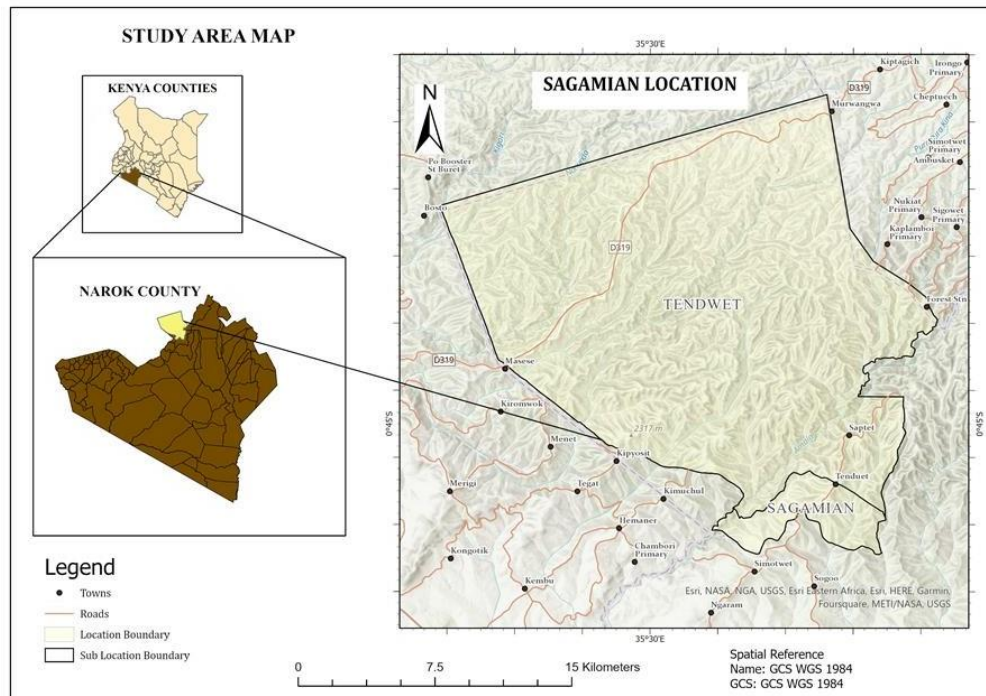 STUDY AREA MAP
KENYA COUNTIES
NAROK COUNTY
35°30'E
SAGAMIAN LOCATION
N
Kiptagich
Irongo
Primary
D319
Murwangwa
Cheptuech
Simotwet
Primary
Ambusket
Po Booster
St Buret
Bosto
Nukiat
Primary
Sigowet
Primary
Kaplamboi
Primary
D319
TENDWET
Forest Stn
D319
Masese
Kiromwok
0°45'S
0°45'S
2317 m
Menet
Saptet
Kipyosit
Merigi
Tegat
Kimuchul
Tenduet
SAGAMIAN
Hemaner
Chambori
Primary
Kongotik
Simotwet
Kembu
Sogoo
Ngaram
Esri, NASA, NGA, USGS, Esri Eastern Africa, Esri, HERE, Garmin,
Foursquare, METI/NASA, USGS
35°30'E
Legend
Towns
Roads
Location Boundary
Sub Location Boundary
0 7.5 15 Kilometers
Spatial Reference
Name: GCS WGS 1984
GCS: GCS WGS 1984